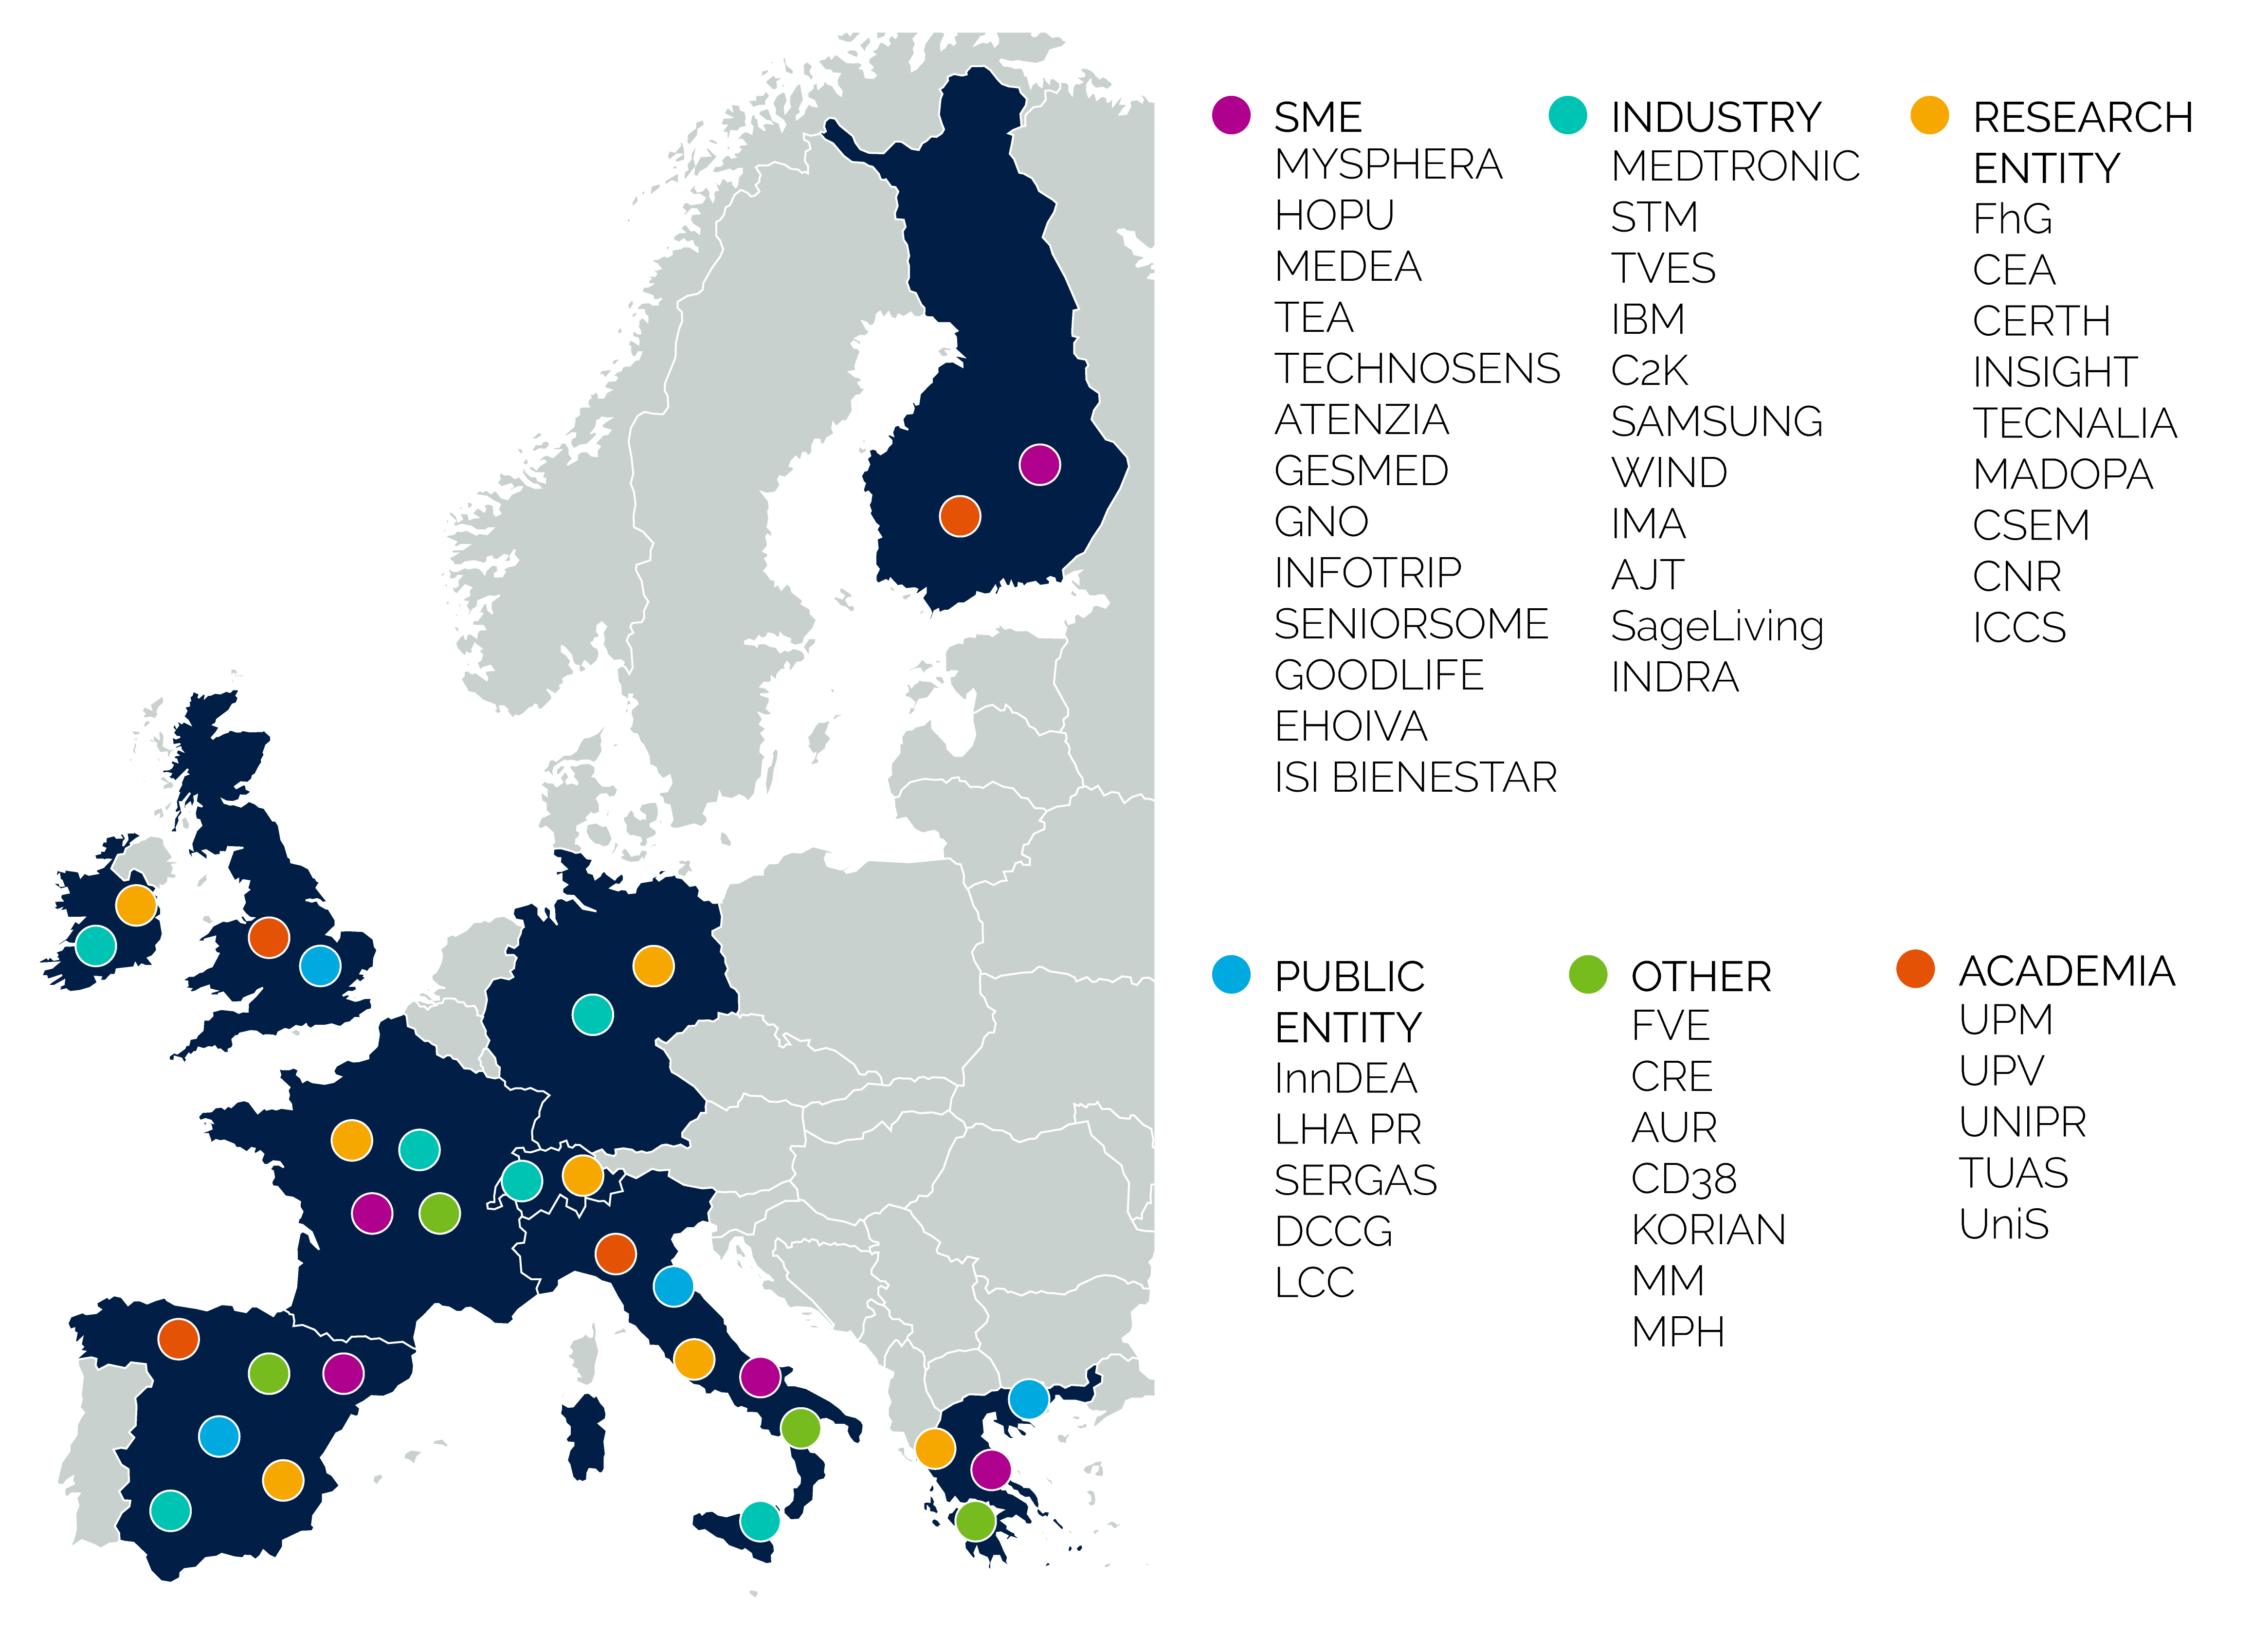 SME
MYSPHERA
HOPU
MEDEA
TEA
TECHNOSENS
ATENZIA
GESMED
GNO
INFOTRIP
SENIORSOME
GOODLIFE
EHOIVA
ISI BIENESTAR
INDUSTRY
MEDTRONIC
STM
TVES
IBM
C2K
SAMSUNG
WIND
IMA
AJT
SageLiving
INDRA
RESEARCH
ENTITY
FhG
CEA
CERTH
INSIGHT
TECNALIA
MADOPA
CSEM
CNR
ICCS
PUBLIC
ENTITY
InnDEA
LHA PR
SERGAS
DCCG
LCC
OTHER
FVE
CRE
AUR
CD38
KORIAN
MM
MPH
ACADEMIA
UPM
UPV
UNIPR
TUAS
UniS